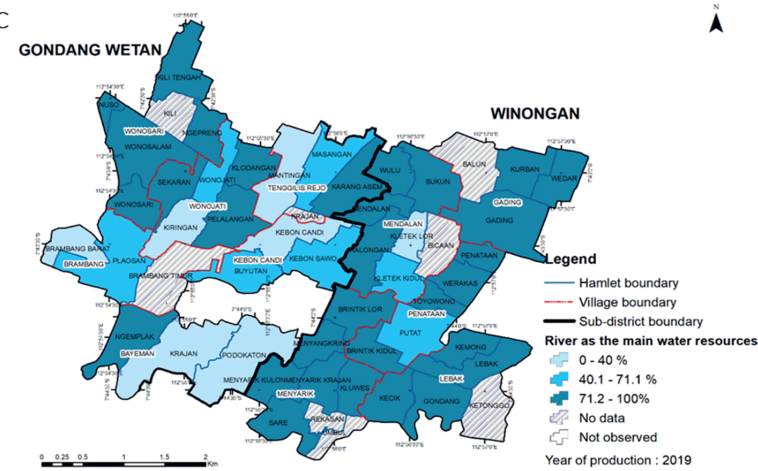 C
N
GONDANG WETAN
WINONGAN
KILI TENGAH
NUSO
KILI
WONOSARI
NGEPRENG
WONOSALAM
MASANGAN
BALUN
KLODANGAN
MANTINGAN
WULU
KURBAN
SEKARAN
WONOJATI
TENGGILIS REJO
KARANG ASEM
SUKUN
WEDAR
WONOSARI
WONOJATI
GADING
PELALANGAN
KRAJAN
MENDALAN
GADING
KIRINGAN
KEBON CANDI
MENDALAN
KLETEK LOR
BICAAN
BRAMBANG BARAT
BRAMBANG
PLAOSAN
KEBON CANDI
KEBON SAWO
PENATAAN
BRAMBANG TIMUR
BUYUTAN
KLETEK KIDUL
WERAKAS
TOYOWONO
BRINTIK LOR
PENATAAN
NGEMPLAK
PUTAT
BAYEMAN
KRAJAN
PODOKATON
MENYANGKRING
BRINTIK KIDUL
KEMONG
LEBAK
MENYARIK KULON
MENYARIK KRAJAN
LEBAK
MENYARIK
KLUWES
KECIK
GONDANG
KETONGGO
SARE
REKASAN
Legend
Hamlet boundary
Village boundary
Sub-district boundary
River as the main water resources
0 - 40 %
40.1 - 71.1 %
71.2 - 100%
No data
Not observed
Year of production : 2019
0 0.25 0.5 1 1.5 2
Km